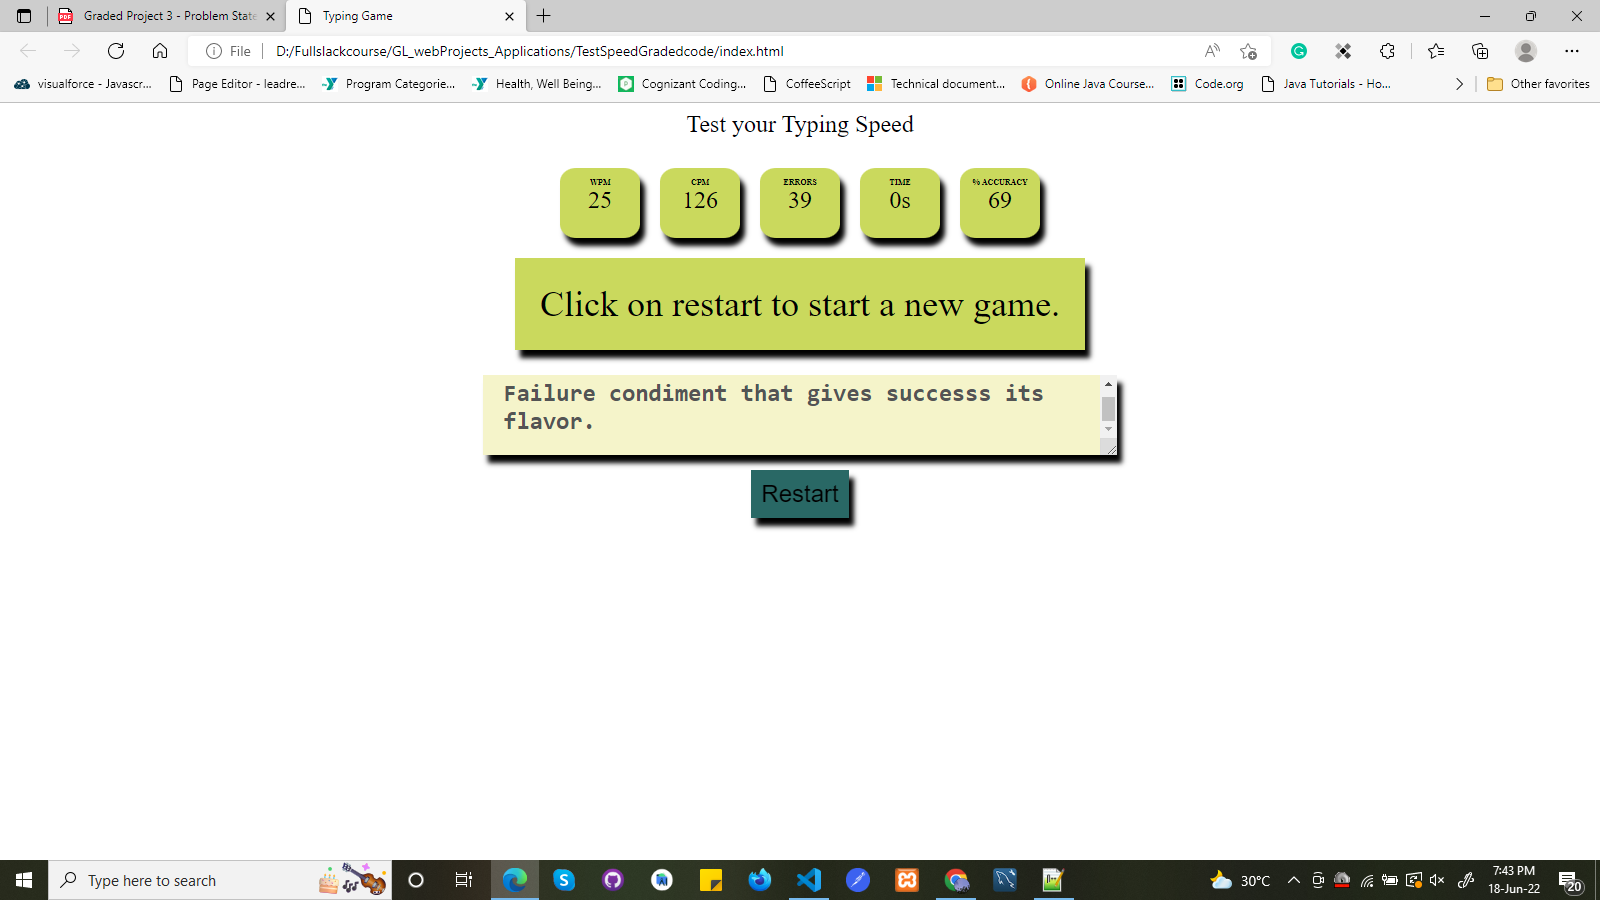 Graded Project 3 - Problem State
Typing Game
File
D:/Fullslackcourse/GL_webProjects_Applications/TestSpeedGradedcode/index.html
visualforce - Javascr...
Page Editor - leadre...
Program Categorie...
Health, Well Being...
Cognizant Coding...
CoffeeScript
Technical document...
Online Java Course...
Code.org
Java Tutorials - Ho...
Other favorites
Test your Typing Speed
WPM
25
CPM
126
ERRORS
39
TIME
0s
% ACCURACY
69
Click on restart to start a new game.
Failure condiment that gives successs its
flavor.
Restart
Type here to search
30°C
7:43 PM
18-Jun-22
20